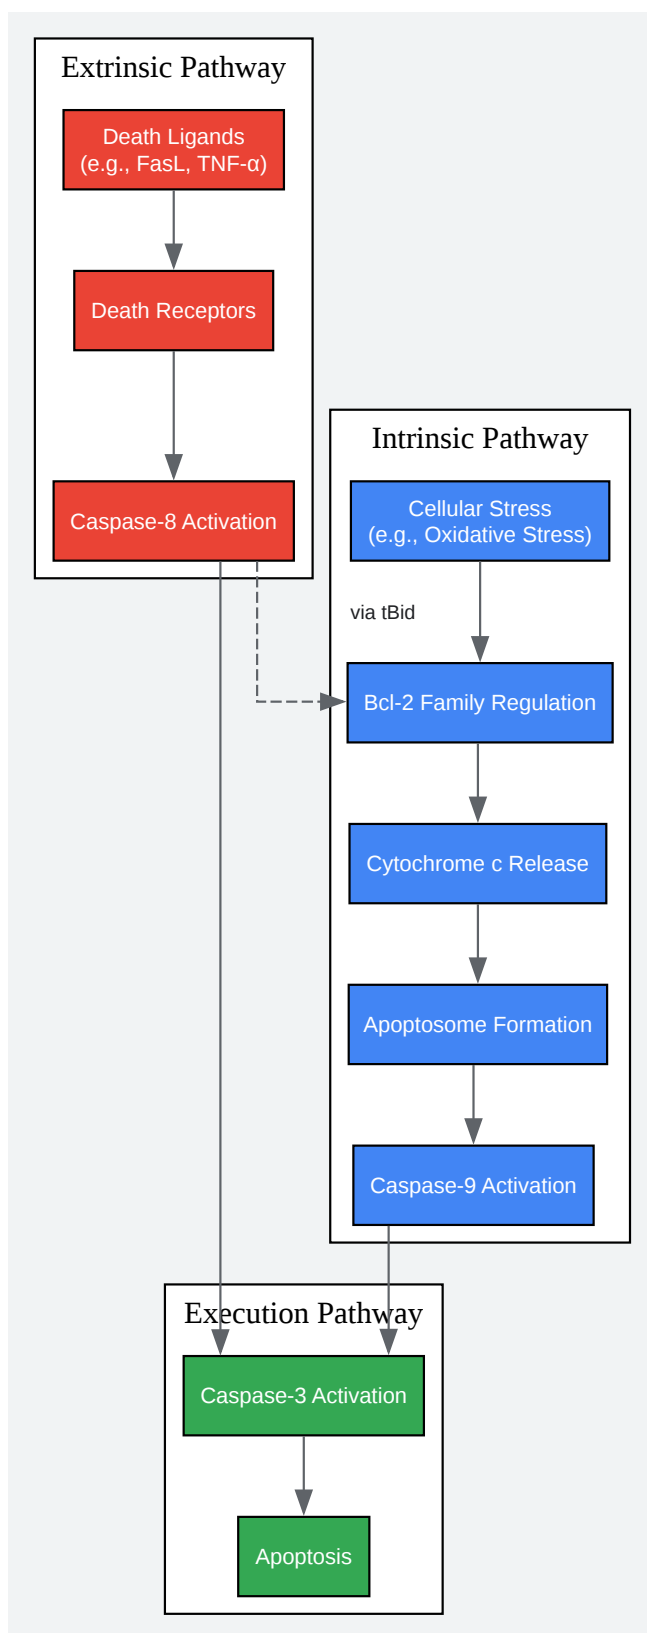 Extrinsic Pathway
Death Ligands
(e.g., FasL, TNF-α)
Death Receptors
Caspase-8 Activation
Intrinsic Pathway
Cellular Stress
(e.g., Oxidative Stress)
via tBid
Bcl-2 Family Regulation
Cytochrome c Release
Apoptosome Formation
Caspase-9 Activation
Execution Pathway
Caspase-3 Activation
Apoptosis